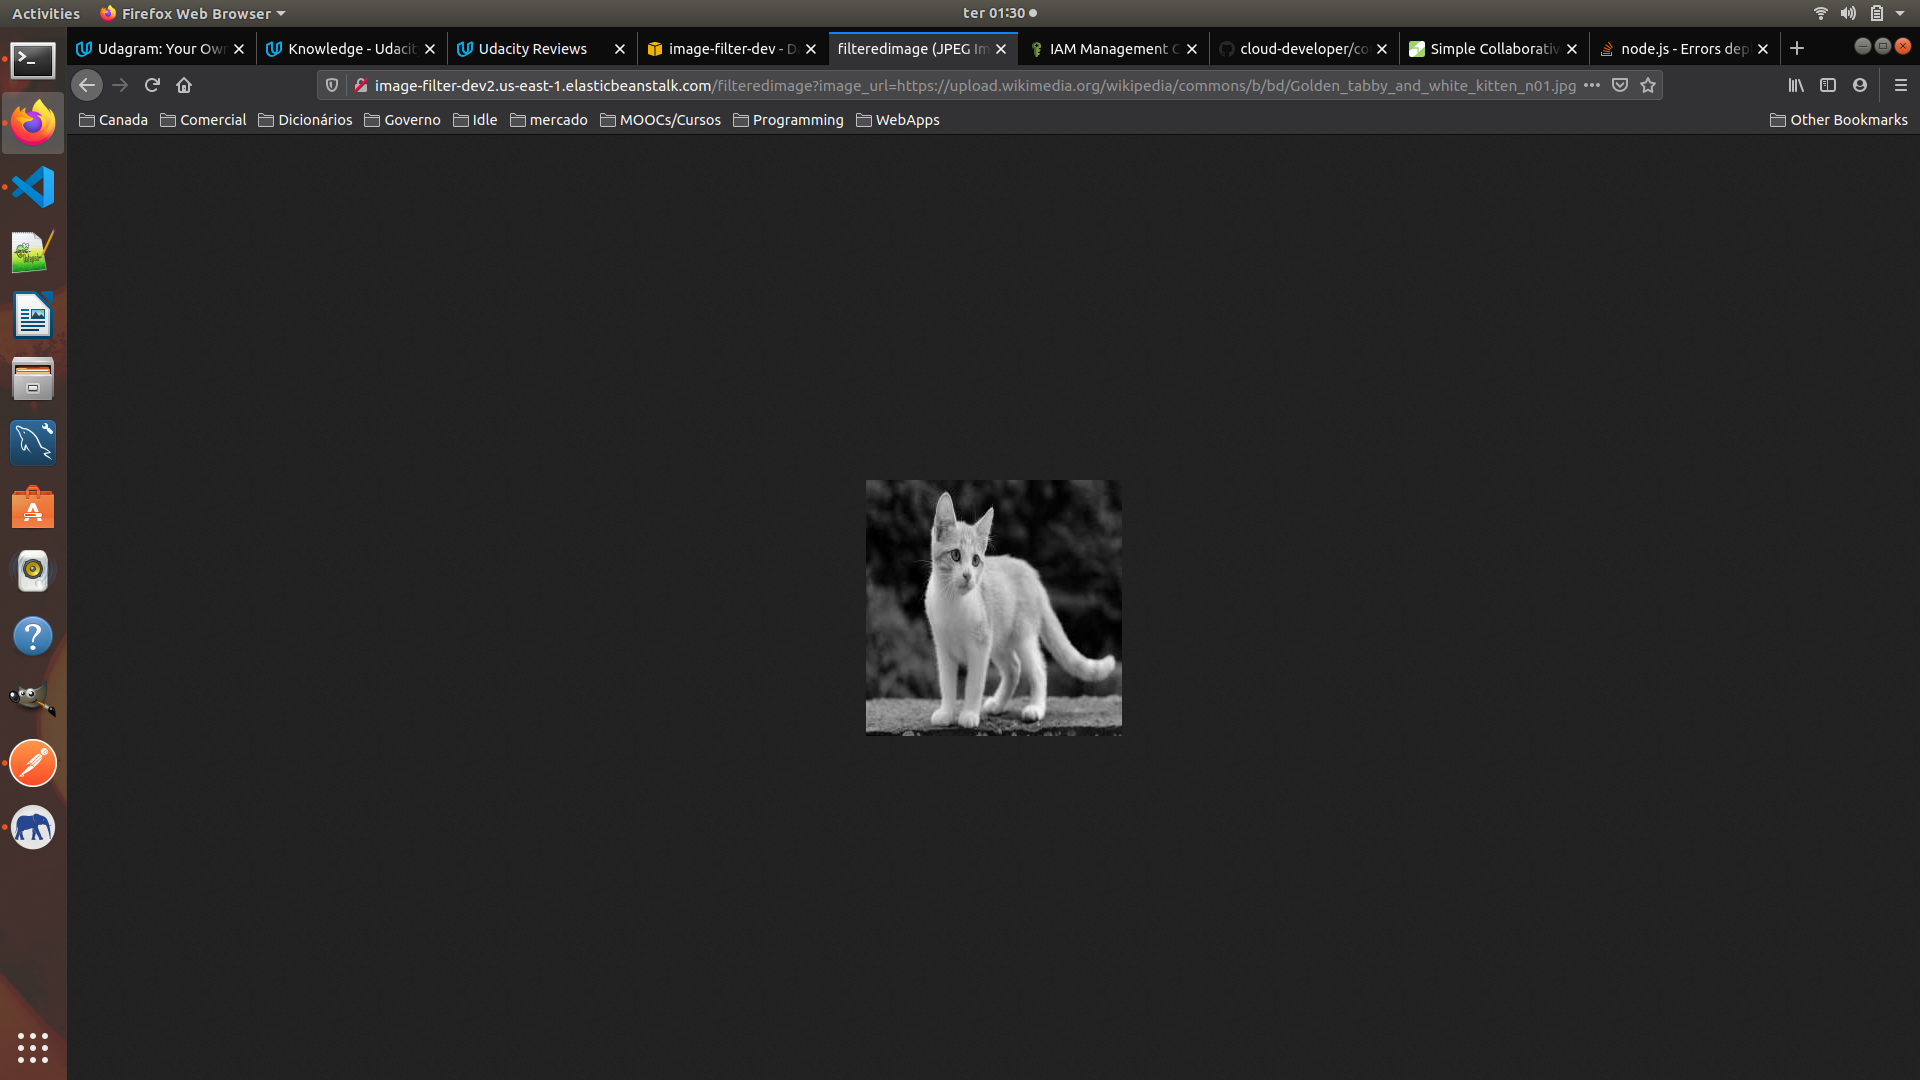 Activities Firefox Web Browser ter 01:30
Udagram: Your Ow Knowledge - Udaci Udacity Reviews image-filter-dev - D filteredimage (JPEG Im IAM Management C cloud-developer/co Simple Collaborativ node.js - Errors dep
image-filter-dev2.us-east-1.elasticbeanstalk.com/filteredimage?image_url=https://upload.wikimedia.org/wikipedia/commons/b/bd/Golden_tabby_and_white_kitten_n01.jpg
Canada Comercial Dicionários Governo Idle mercado MOOCs/Cursos Programming WebApps Other Bookmarks